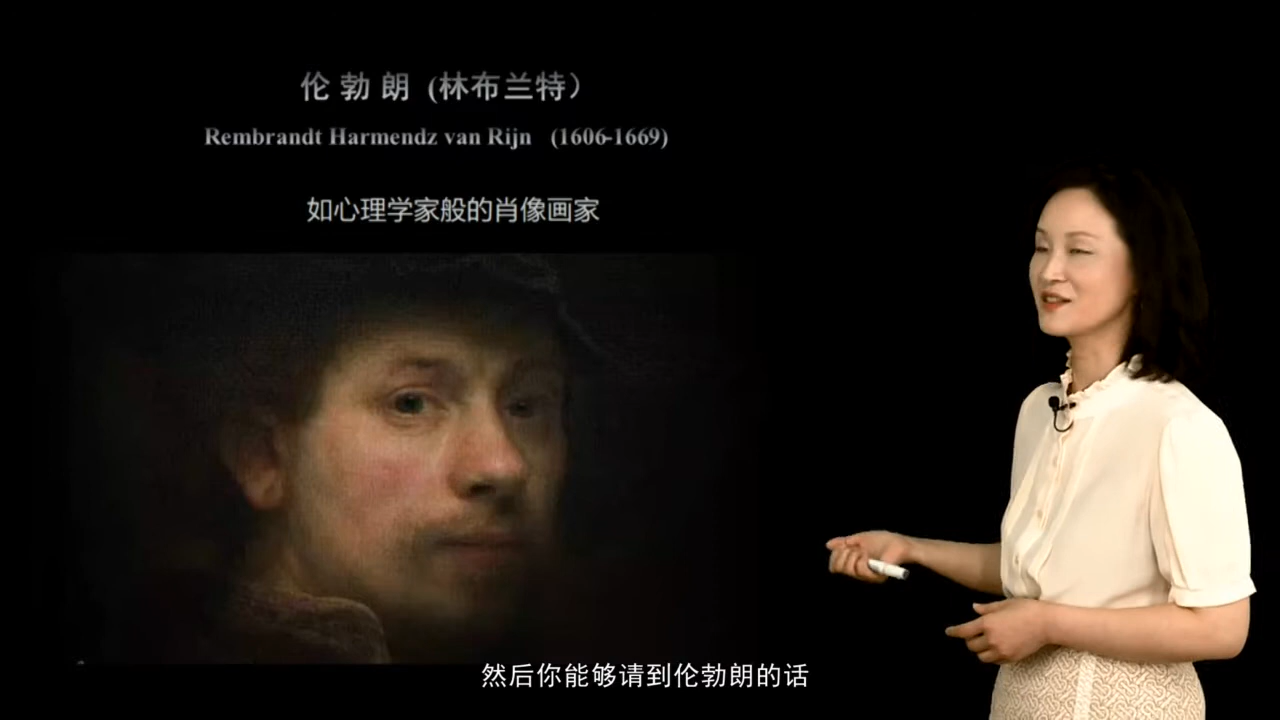 伦勃朗 (林布兰特)
Rembrandt Harmendz van Rijn (1606-1669)
如心理学家般的肖像画家
然后你能够请到伦勃朗的话